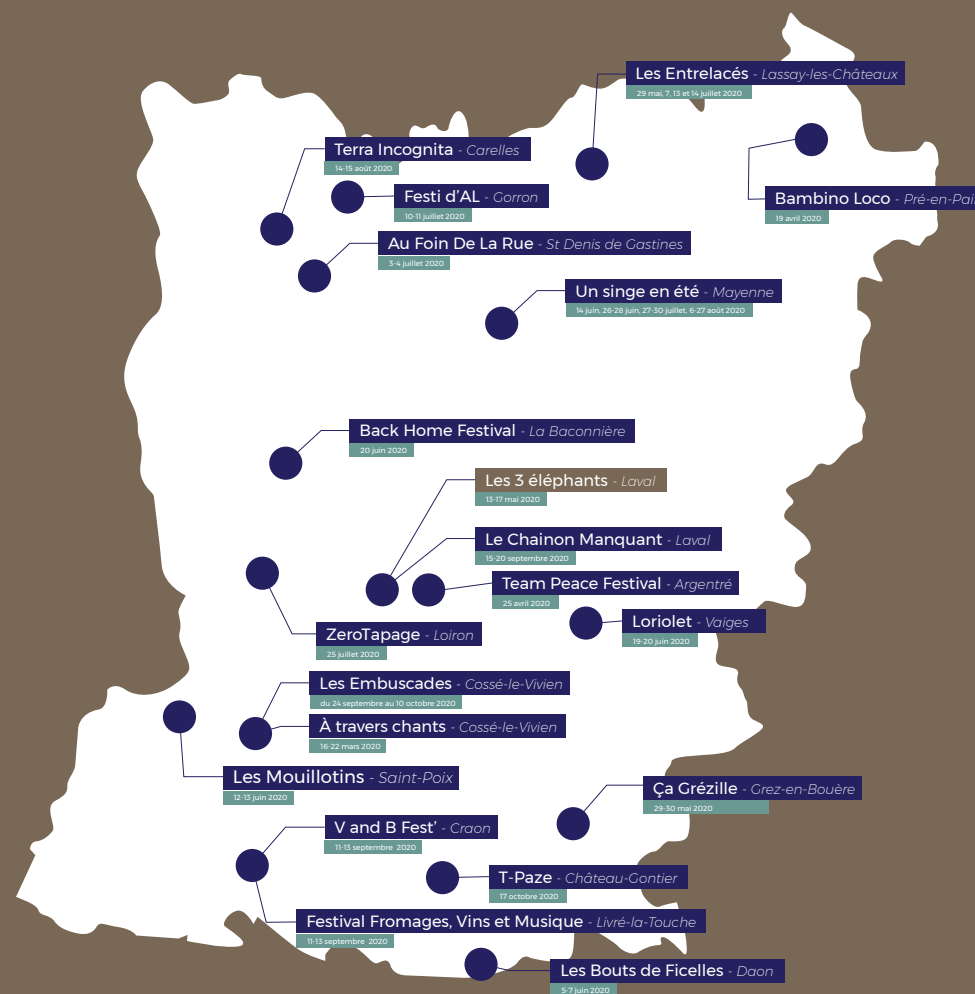 Les Entrelacés - Lassay-les-Châteaux
29 mai, 7, 13 et 14 juillet 2020
Terra Incognita - Carelles
14-15 août 2020
Festi d'AL - Gorron
10-11 juillet 2020
Bambino Loco - Pré-en-Pail
19 avril 2020
Au Foin De La Rue - St Denis de Gastines
3-4 juillet 2020
Un singe en été - Mayenne
14 juin, 26-28 juin, 27-30 juillet, 6-27 août 2020
Back Home Festival - La Baconnière
20 juin 2020
Les 3 éléphants - Laval
13-17 mai 2020
Le Chainon Manquant - Laval
15-20 septembre 2020
Team Peace Festival - Argentré
25 avril 2020
Loriolet - Vaiges
19-20 juin 2020
ZeroTapage - Loiron
25 juillet 2020
Les Embuscades - Cossé-le-Vivien
du 24 septembre au 10 octobre 2020
À travers chants - Cossé-le-Vivien
16-22 mars 2020
Les Mouillotins - Saint-Poix
12-13 juin 2020
Ça Grézille - Grez-en-Bouère
29-30 mai 2020
V and B Fest' - Craon
11-13 septembre 2020
T-Paze - Château-Gontier
17 octobre 2020
Festival Fromages, Vins et Musique - Livré-la-Touche
11-13 septembre 2020
Les Bouts de Ficelles - Daon
5-7 juin 2020